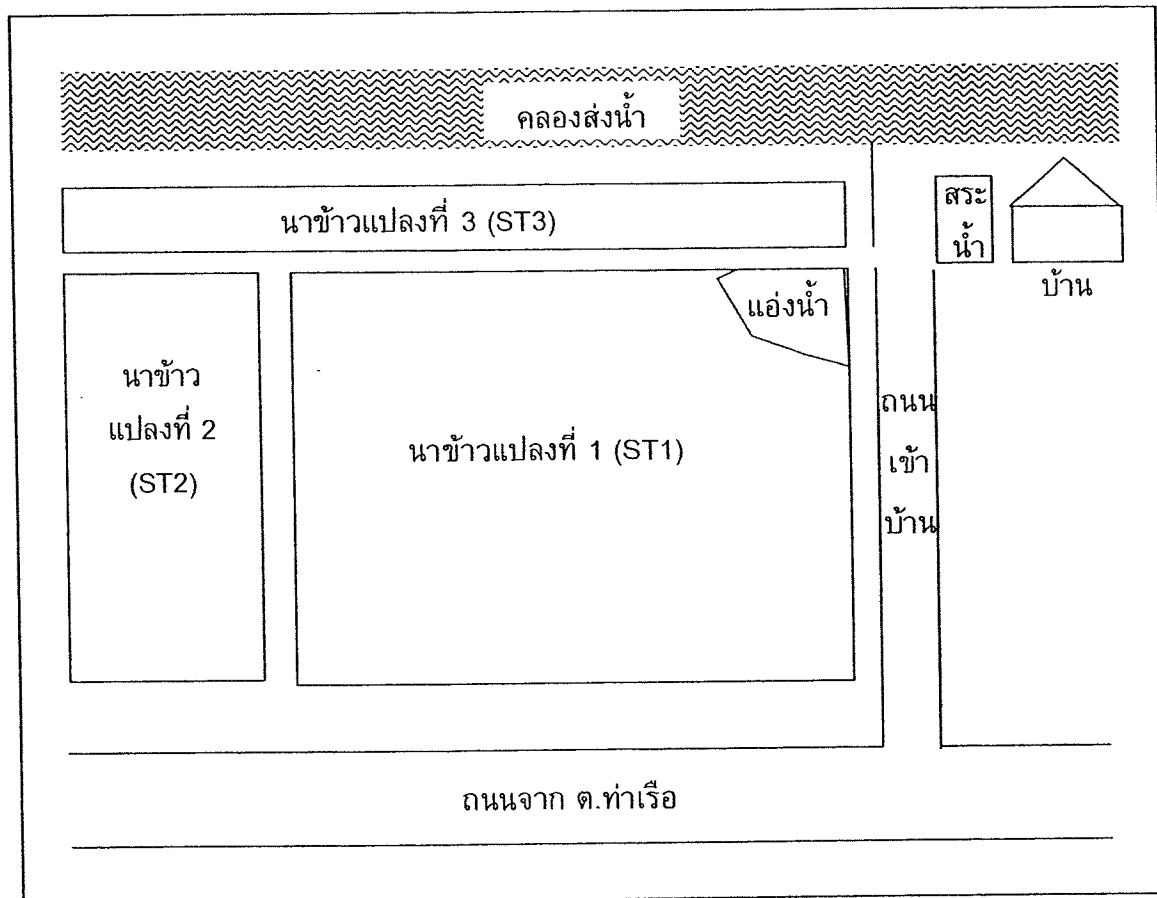 คลองส่งน้ำ
นาข้าวแปลงที่ 3 (ST3)
สระ
น้ำ
บ้าน
แอ่งน้ำ
นาข้าว
แปลงที่ 2
(ST2)
นาข้าวแปลงที่ 1 (ST1)
ถนน
เข้า
บ้าน
ถนนจาก ต.ท่าเรือ